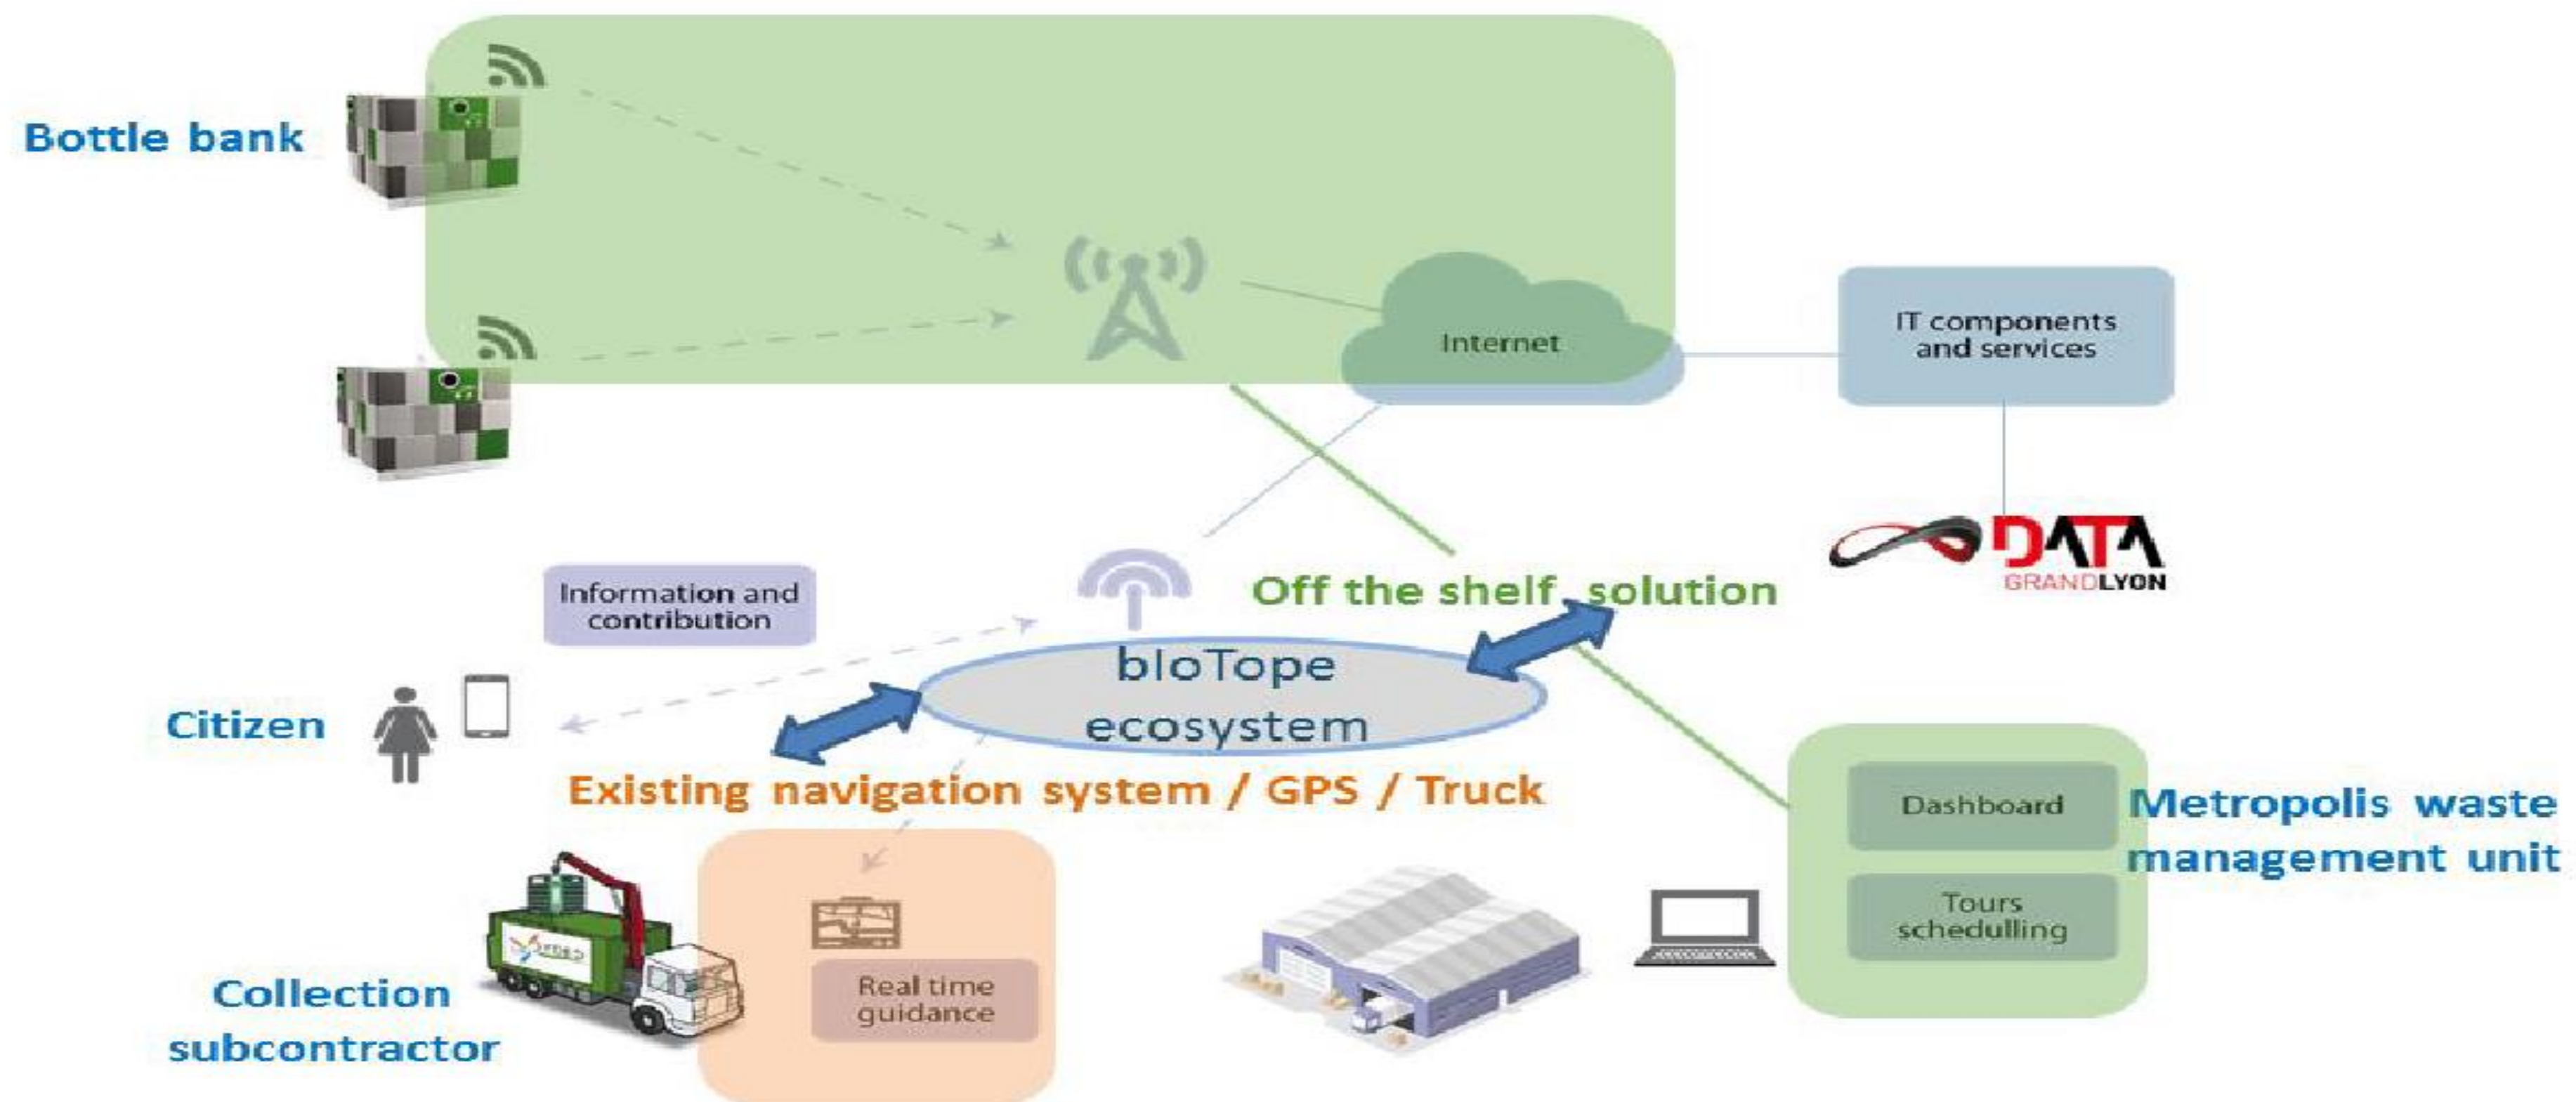 Bottle bank
Internet
IT components
and services
DATA
GRANDLYON
Information and
contribution
Off the shelf solution
bIoTope
ecosystem
Citizen
Existing navigation system / GPS / Truck
Dashboard
Metropolis waste
management unit
Tours
schedulling
Real time
guidance
Collection
subcontractor